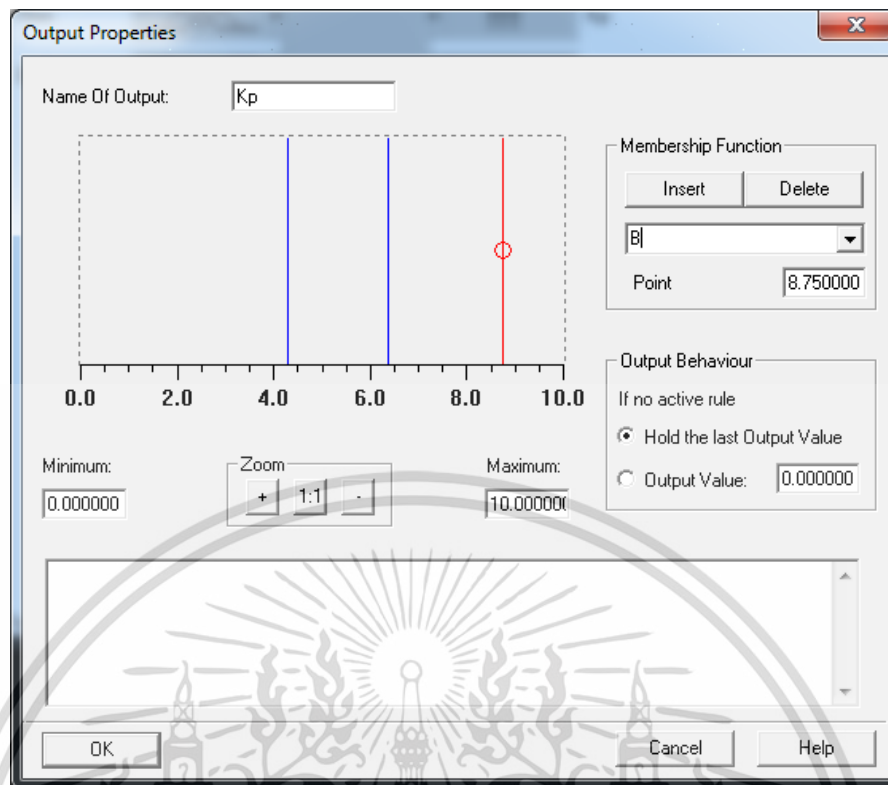 Output Properties
Name Of Output: Kp
Membership Function
Insert Delete
B
Point 8.750000
0.0 2.0 4.0 6.0 8.0 10.0
Output Behaviour
If no active rule
Hold the last Output Value
Output Value: 0.000000
Minimum: Zoom Maximum:
0.000000 + 1:1 - 10.000000
OK Cancel Help